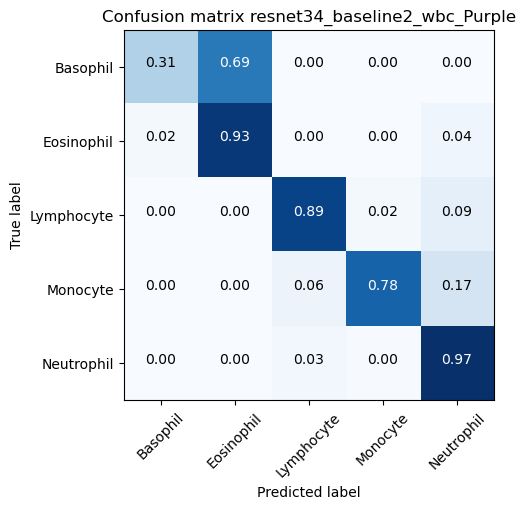 Confusion matrix resnet34_baseline2_wbc_Purple
True label
Basophil 0.31 0.69 0.00 0.00 0.00
Eosinophil 0.02 0.93 0.00 0.00 0.04
Lymphocyte 0.00 0.00 0.89 0.02 0.09
Monocyte 0.00 0.00 0.06 0.78 0.17
Neutrophil 0.00 0.00 0.03 0.00 0.97
Basophil Eosinophil Lymphocyte Monocyte Neutrophil
Predicted label